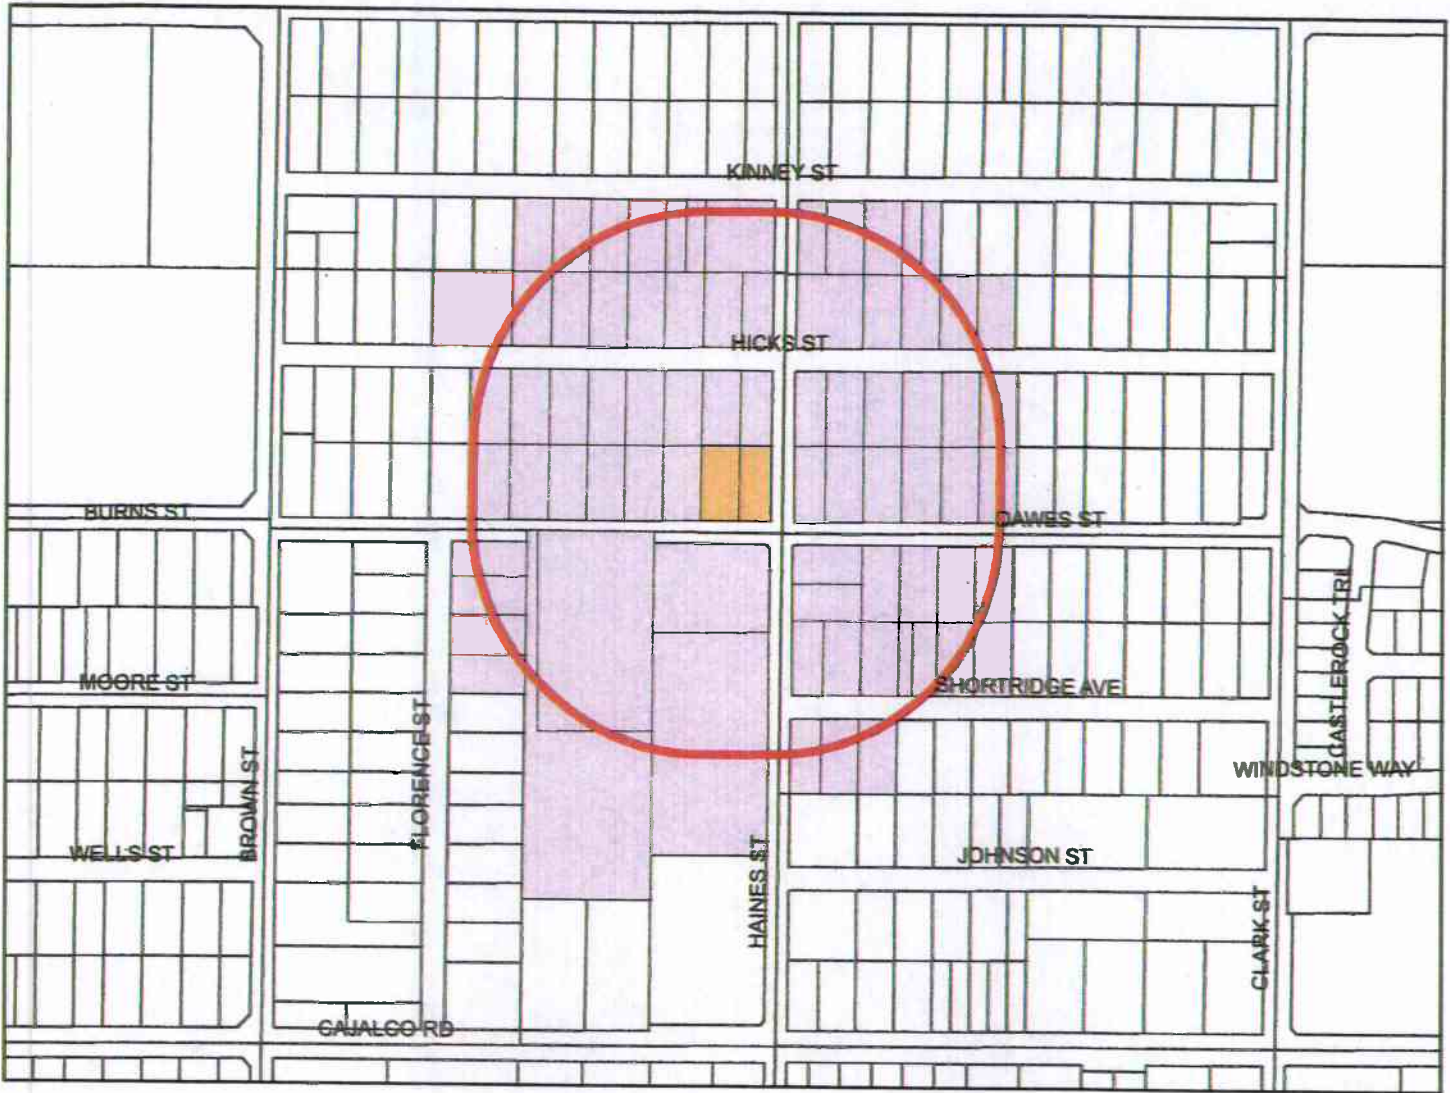 KINNEY ST
HICKS ST
BURNS ST
DAWES ST
CASTLEROCK TRL
MOORE ST
SHORTRIDGE AVE
FLORENCE ST
BROWN ST
WINDSTONE WAY
WELLS ST
JOHNSON ST
HAINES ST
CLARK ST
CAJALCO RD